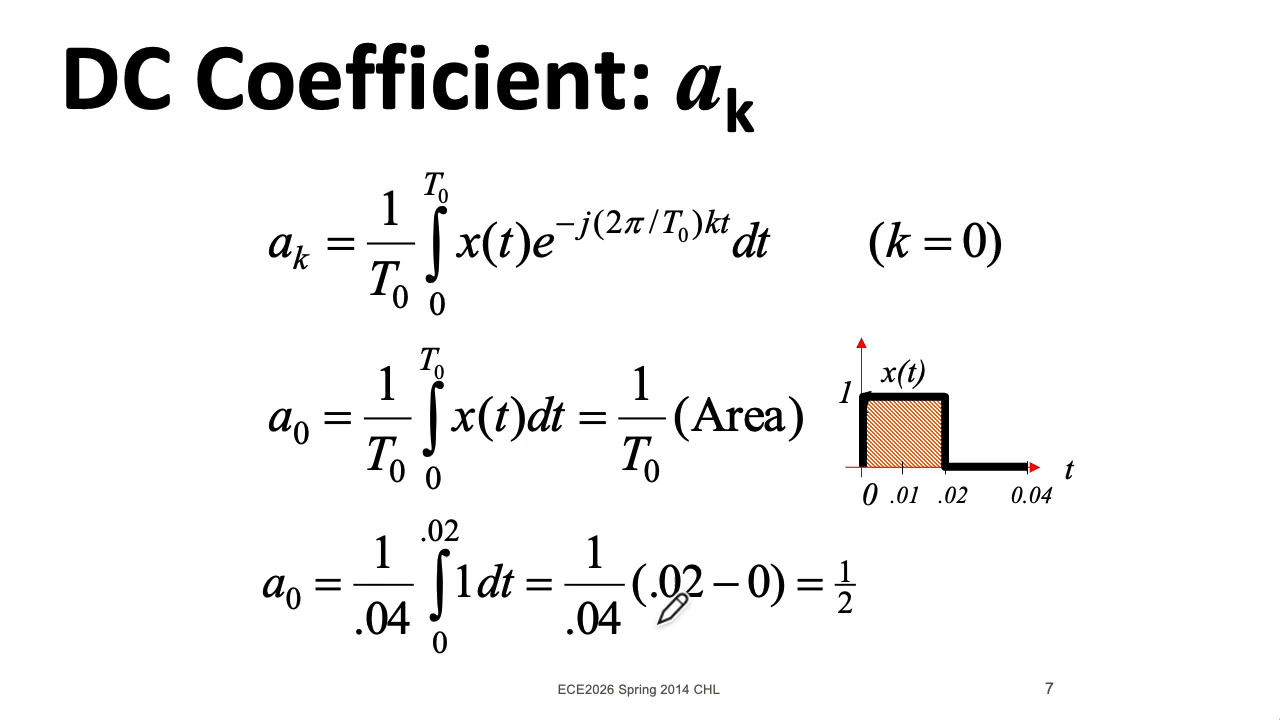 DC Coefficient: aₖ
aₖ = 1/T₀ ∫₀^T₀ x(t)e^(−j(2π/T₀)kt) dt (k = 0)
a₀ = 1/T₀ ∫₀^T₀ x(t)dt = 1/T₀ (Area)
x(t)
1
t
0 .01 .02 0.04
a₀ = 1/.04 ∫₀^.02 1dt = 1/.04 (.02 − 0) = 1/2
ECE2026 Spring 2014 CHL
7